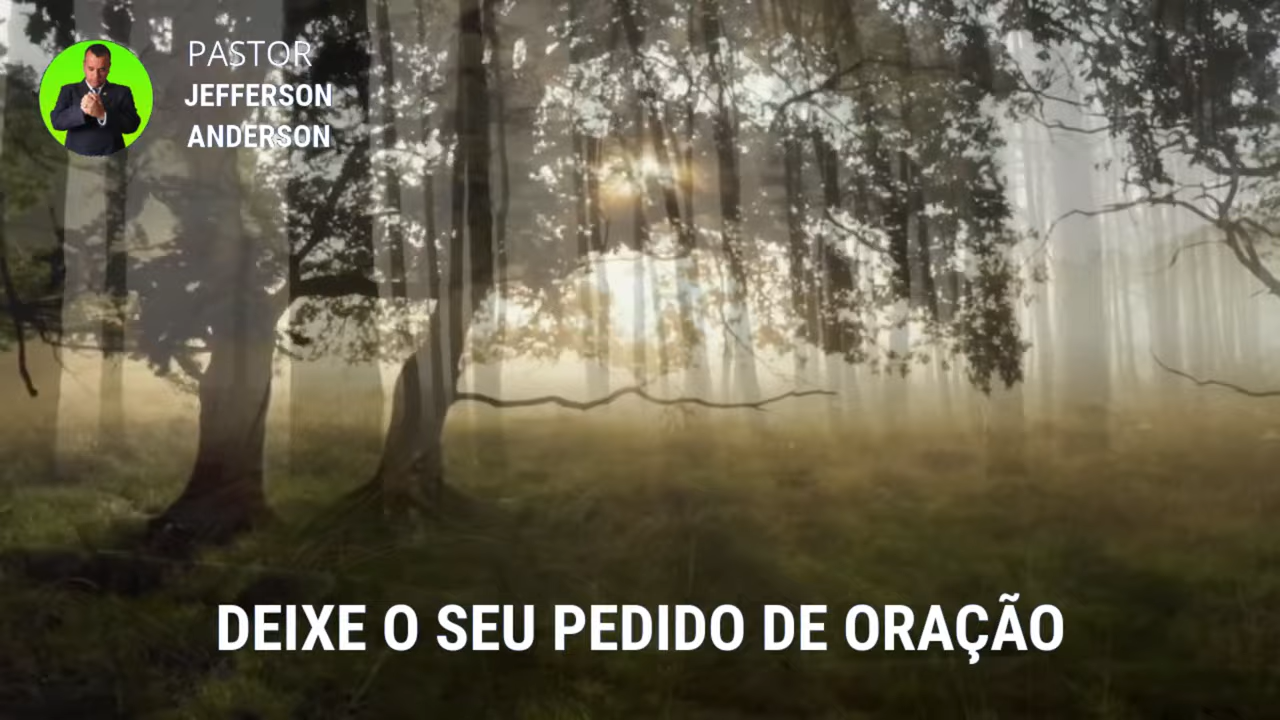 PASTOR
JEFFERSON
ANDERSON
DEIXE O SEU PEDIDO DE ORAÇÃO